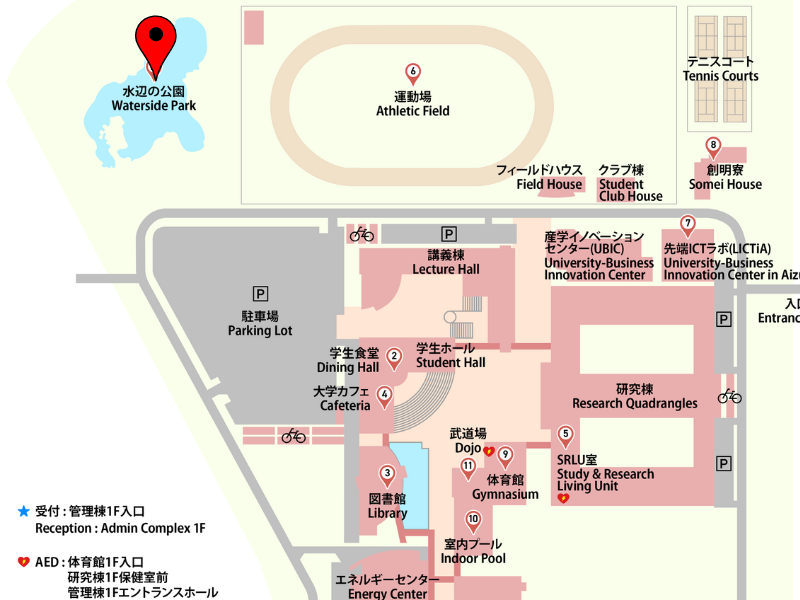 6
運動場
Athletic Field
テニスコート
Tennis Courts
水辺の公園
Waterside Park
8
創明寮
Somei House
フィールドハウス
Field House
クラブ棟
Student
Club House
7
先端ICTラボ(LICTiA)
University-Business
Innovation Center in Aizu
産学イノベーション
センター(UBIC)
University-Business
Innovation Center
P
講義棟
Lecture Hall
P
駐車場
Parking Lot
P
学生食堂
Dining Hall
2
学生ホール
Student Hall
大学カフェ
Cafeteria
4
研究棟
Research Quadrangles
武道場
Dojo
11
9
体育館
Gymnasium
5
SRLU室
Study & Research
Living Unit
P
3
図書館
Library
10
室内プール
Indoor Pool
受付 : 管理棟1F入口
Reception : Admin Complex 1F
AED : 体育館1F入口
研究棟1F保健室前
管理棟1Fエントランスホール
エネルギーセンター
Energy Center
Entrance